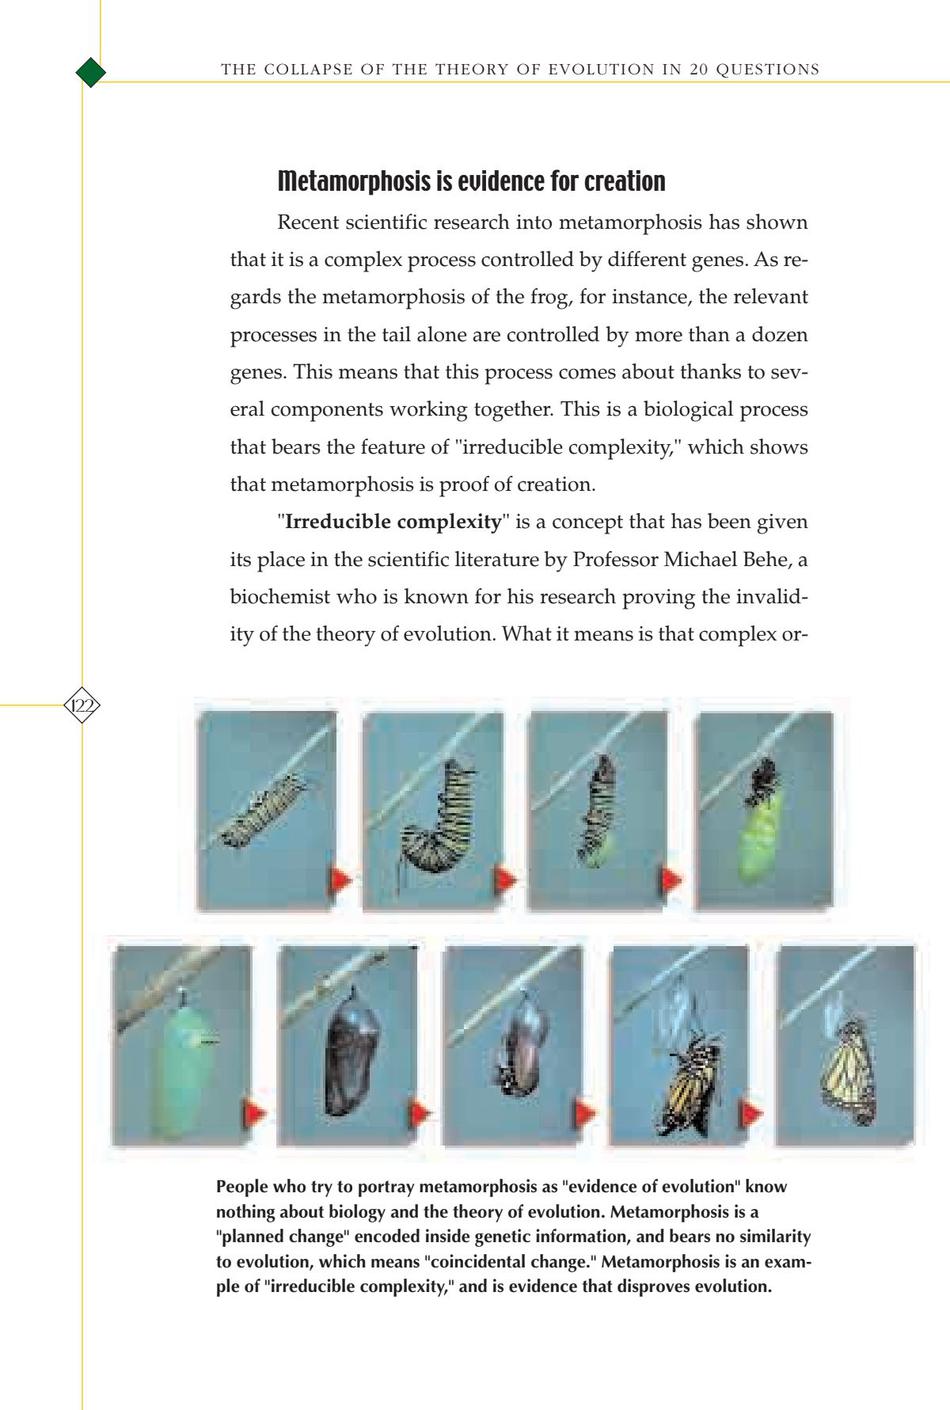 THE COLLAPSE OF THE THEORY OF EVOLUTION IN 20 QUESTIONS
Metamorphosis is evidence for creation
Recent scientific research into metamorphosis has shown
that it is a complex process controlled by different genes. As re-
gards the metamorphosis of the frog, for instance, the relevant
processes in the tail alone are controlled by more than a dozen
genes. This means that this process comes about thanks to sev-
eral components working together. This is a biological process
that bears the feature of "irreducible complexity," which shows
that metamorphosis is proof of creation.
"Irreducible complexity" is a concept that has been given
its place in the scientific literature by Professor Michael Behe, a
biochemist who is known for his research proving the invalid-
ity of the theory of evolution. What it means is that complex or-
122
People who try to portray metamorphosis as "evidence of evolution" know
nothing about biology and the theory of evolution. Metamorphosis is a
"planned change" encoded inside genetic information, and bears no similarity
to evolution, which means "coincidental change." Metamorphosis is an exam-
ple of "irreducible complexity," and is evidence that disproves evolution.